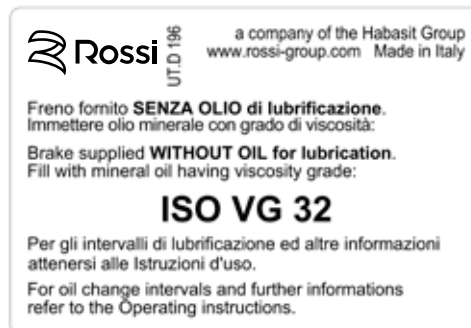 Rossi
UT.D 196
a company of the Habasit Group
www.rossi-group.com Made in Italy
Freno fornito SENZA OLIO di lubrificazione.
Immettere olio minerale con grado di viscosità:
Brake supplied WITHOUT OIL for lubrication.
Fill with mineral oil having viscosity grade:
ISO VG 32
Per gli intervalli di lubrificazione ed altre informazioni
attenersi alle Istruzioni d'uso.
For oil change intervals and further informations
refer to the Operating instructions.